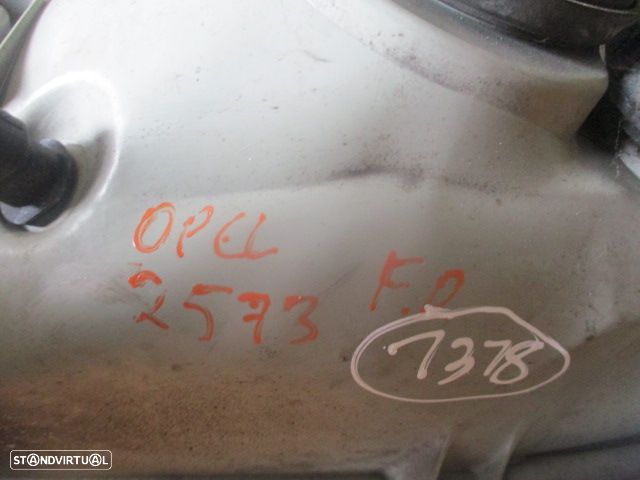 OPEL
2573 F.P
7378
STANDVIRTUAL